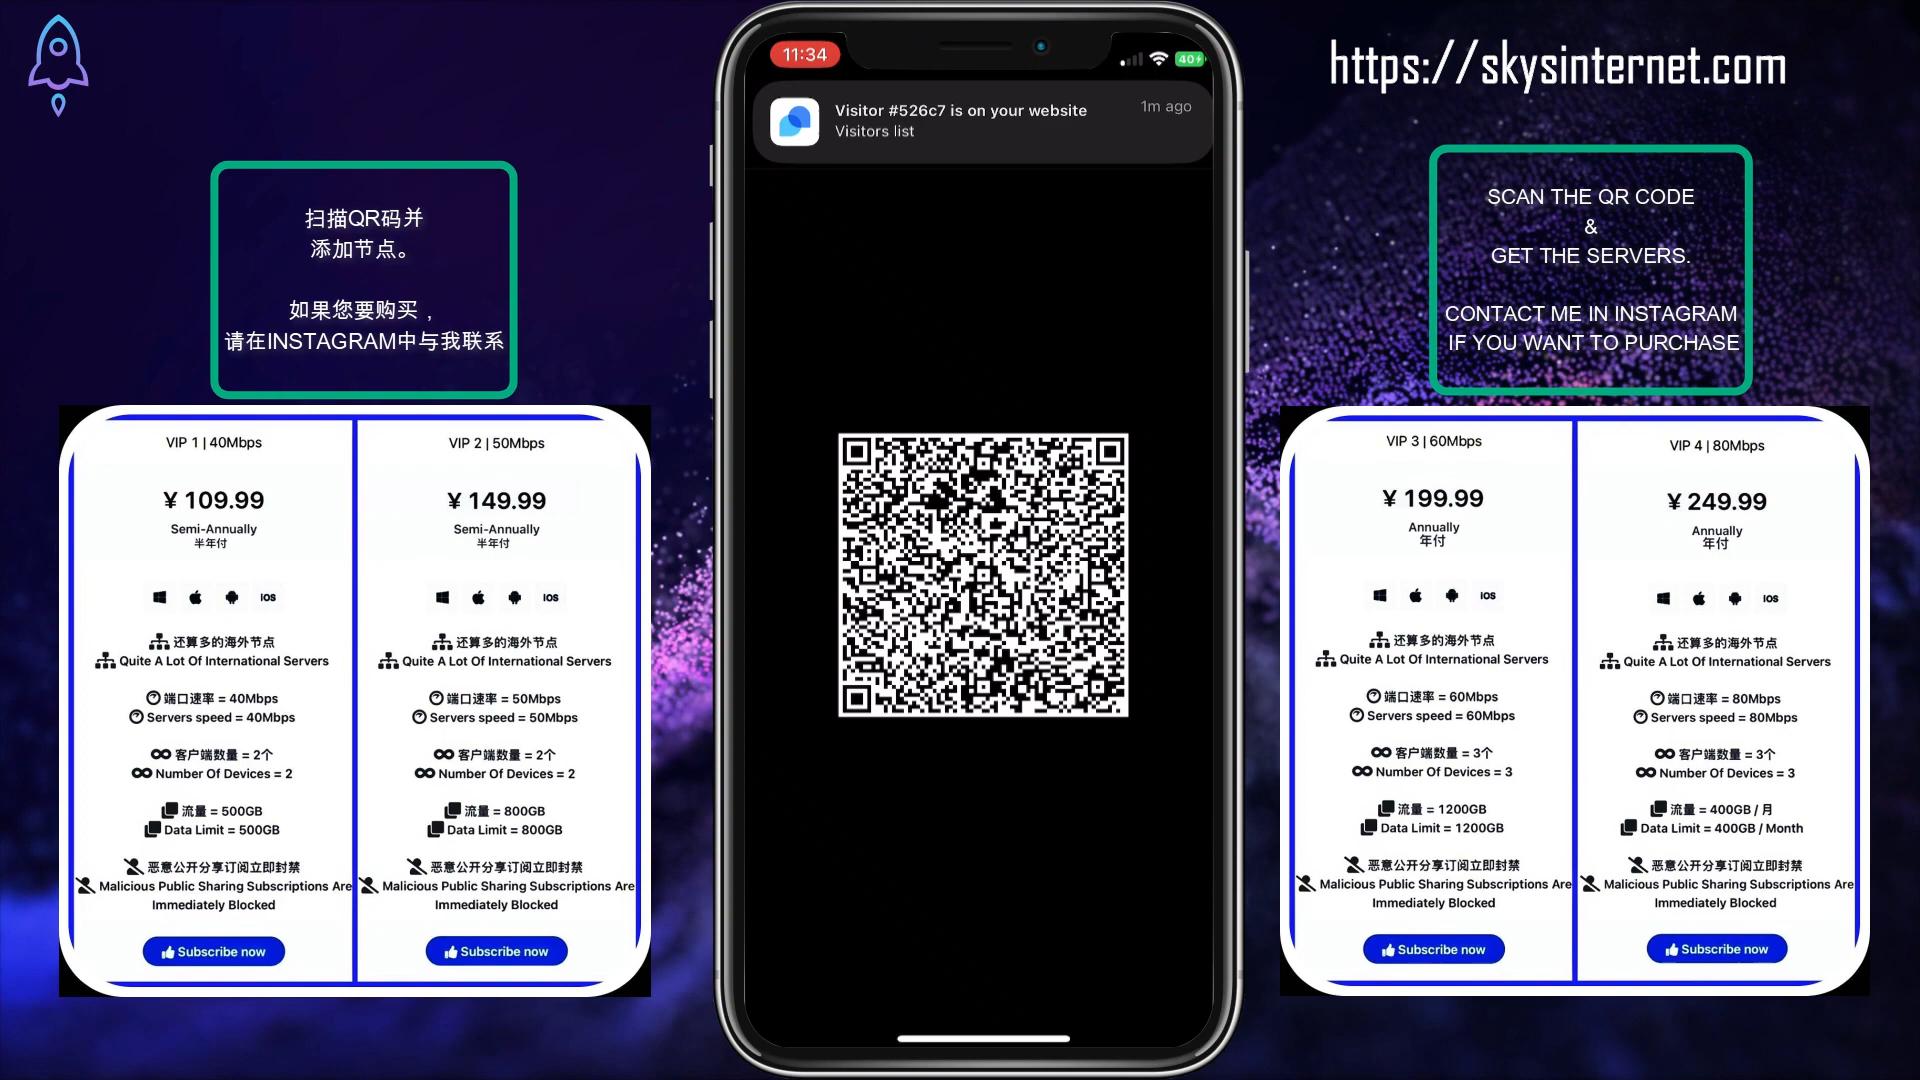 https://skysinternet.com
11:34
40
Visitor #526c7 is on your website
1m ago
Visitors list
扫描QR码并
添加节点。
如果您要购买，
请在INSTAGRAM中与我联系
SCAN THE QR CODE
&
GET THE SERVERS.
CONTACT ME IN INSTAGRAM
IF YOU WANT TO PURCHASE
VIP 1 | 40Mbps
¥ 109.99
Semi-Annually
半年付
iOS
还算多的海外节点
Quite A Lot Of International Servers
端口速率 = 40Mbps
Servers speed = 40Mbps
客户端数量 = 2个
Number Of Devices = 2
流量 = 500GB
Data Limit = 500GB
恶意公开分享订阅立即封禁
Malicious Public Sharing Subscriptions Are
Immediately Blocked
Subscribe now
VIP 2 | 50Mbps
¥ 149.99
Semi-Annually
半年付
iOS
还算多的海外节点
Quite A Lot Of International Servers
端口速率 = 50Mbps
Servers speed = 50Mbps
客户端数量 = 2个
Number Of Devices = 2
流量 = 800GB
Data Limit = 800GB
恶意公开分享订阅立即封禁
Malicious Public Sharing Subscriptions Are
Immediately Blocked
Subscribe now
VIP 3 | 60Mbps
¥ 199.99
Annually
年付
iOS
还算多的海外节点
Quite A Lot Of International Servers
端口速率 = 60Mbps
Servers speed = 60Mbps
客户端数量 = 3个
Number Of Devices = 3
流量 = 1200GB
Data Limit = 1200GB
恶意公开分享订阅立即封禁
Malicious Public Sharing Subscriptions Are
Immediately Blocked
Subscribe now
VIP 4 | 80Mbps
¥ 249.99
Annually
年付
iOS
还算多的海外节点
Quite A Lot Of International Servers
端口速率 = 80Mbps
Servers speed = 80Mbps
客户端数量 = 3个
Number Of Devices = 3
流量 = 400GB / 月
Data Limit = 400GB / Month
恶意公开分享订阅立即封禁
Malicious Public Sharing Subscriptions Are
Immediately Blocked
Subscribe now